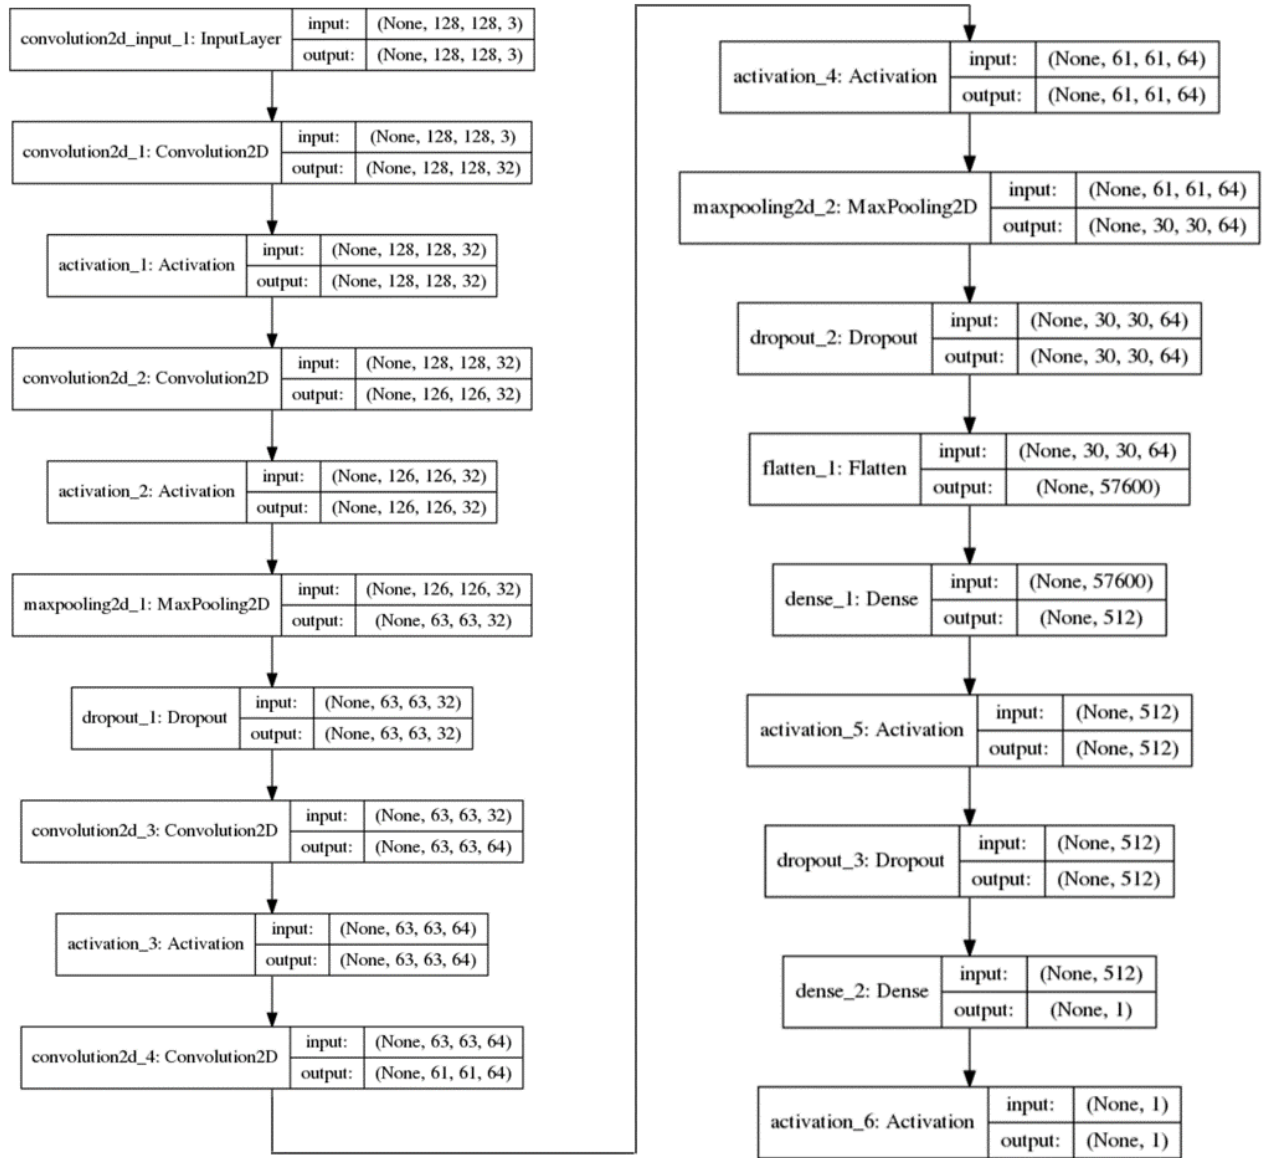 convolution2d_input_1: InputLayer
input: (None, 128, 128, 3)
output: (None, 128, 128, 3)
convolution2d_1: Convolution2D
input: (None, 128, 128, 3)
output: (None, 128, 128, 32)
activation_1: Activation
input: (None, 128, 128, 32)
output: (None, 128, 128, 32)
convolution2d_2: Convolution2D
input: (None, 128, 128, 32)
output: (None, 126, 126, 32)
activation_2: Activation
input: (None, 126, 126, 32)
output: (None, 126, 126, 32)
maxpooling2d_1: MaxPooling2D
input: (None, 126, 126, 32)
output: (None, 63, 63, 32)
dropout_1: Dropout
input: (None, 63, 63, 32)
output: (None, 63, 63, 32)
convolution2d_3: Convolution2D
input: (None, 63, 63, 32)
output: (None, 63, 63, 64)
activation_3: Activation
input: (None, 63, 63, 64)
output: (None, 63, 63, 64)
convolution2d_4: Convolution2D
input: (None, 63, 63, 64)
output: (None, 61, 61, 64)
activation_4: Activation
input: (None, 61, 61, 64)
output: (None, 61, 61, 64)
maxpooling2d_2: MaxPooling2D
input: (None, 61, 61, 64)
output: (None, 30, 30, 64)
dropout_2: Dropout
input: (None, 30, 30, 64)
output: (None, 30, 30, 64)
flatten_1: Flatten
input: (None, 30, 30, 64)
output: (None, 57600)
dense_1: Dense
input: (None, 57600)
output: (None, 512)
activation_5: Activation
input: (None, 512)
output: (None, 512)
dropout_3: Dropout
input: (None, 512)
output: (None, 512)
dense_2: Dense
input: (None, 512)
output: (None, 1)
activation_6: Activation
input: (None, 1)
output: (None, 1)